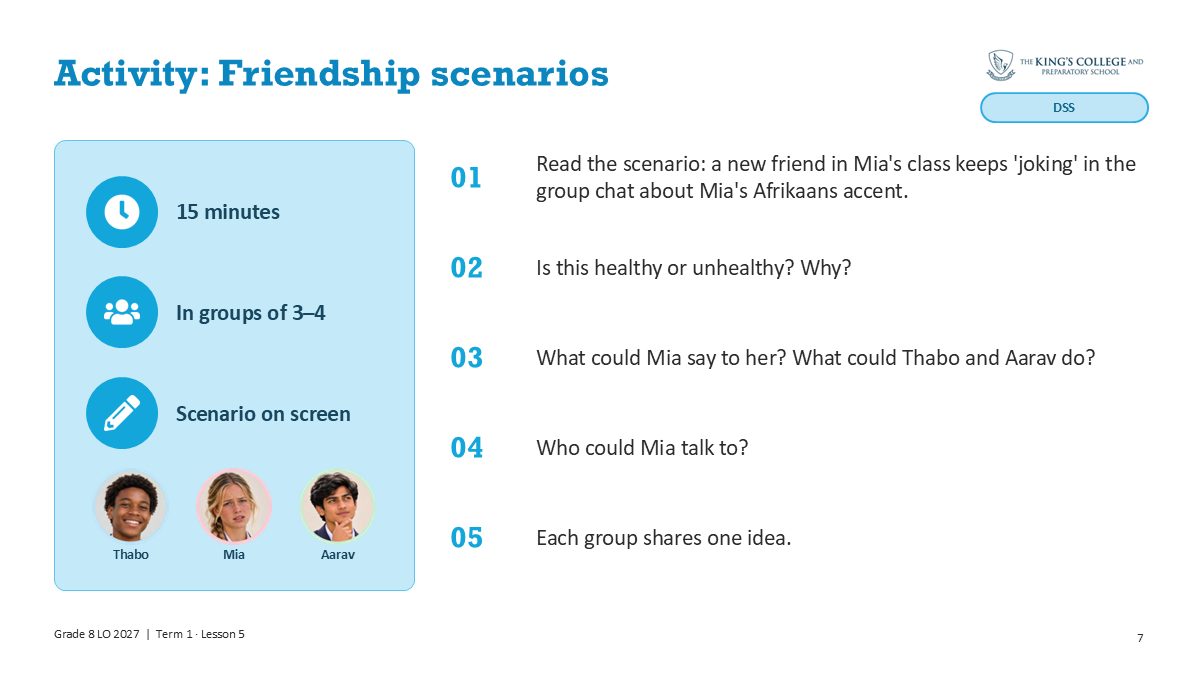 Activity: Friendship scenarios
THE KING'S COLLEGE AND
PREPARATORY SCHOOL
DSS
15 minutes
In groups of 3–4
Scenario on screen
Thabo
Mia
Aarav
01
Read the scenario: a new friend in Mia's class keeps 'joking' in the
group chat about Mia's Afrikaans accent.
02
Is this healthy or unhealthy? Why?
03
What could Mia say to her? What could Thabo and Aarav do?
04
Who could Mia talk to?
05
Each group shares one idea.
Grade 8 LO 2027 | Term 1 · Lesson 5
7